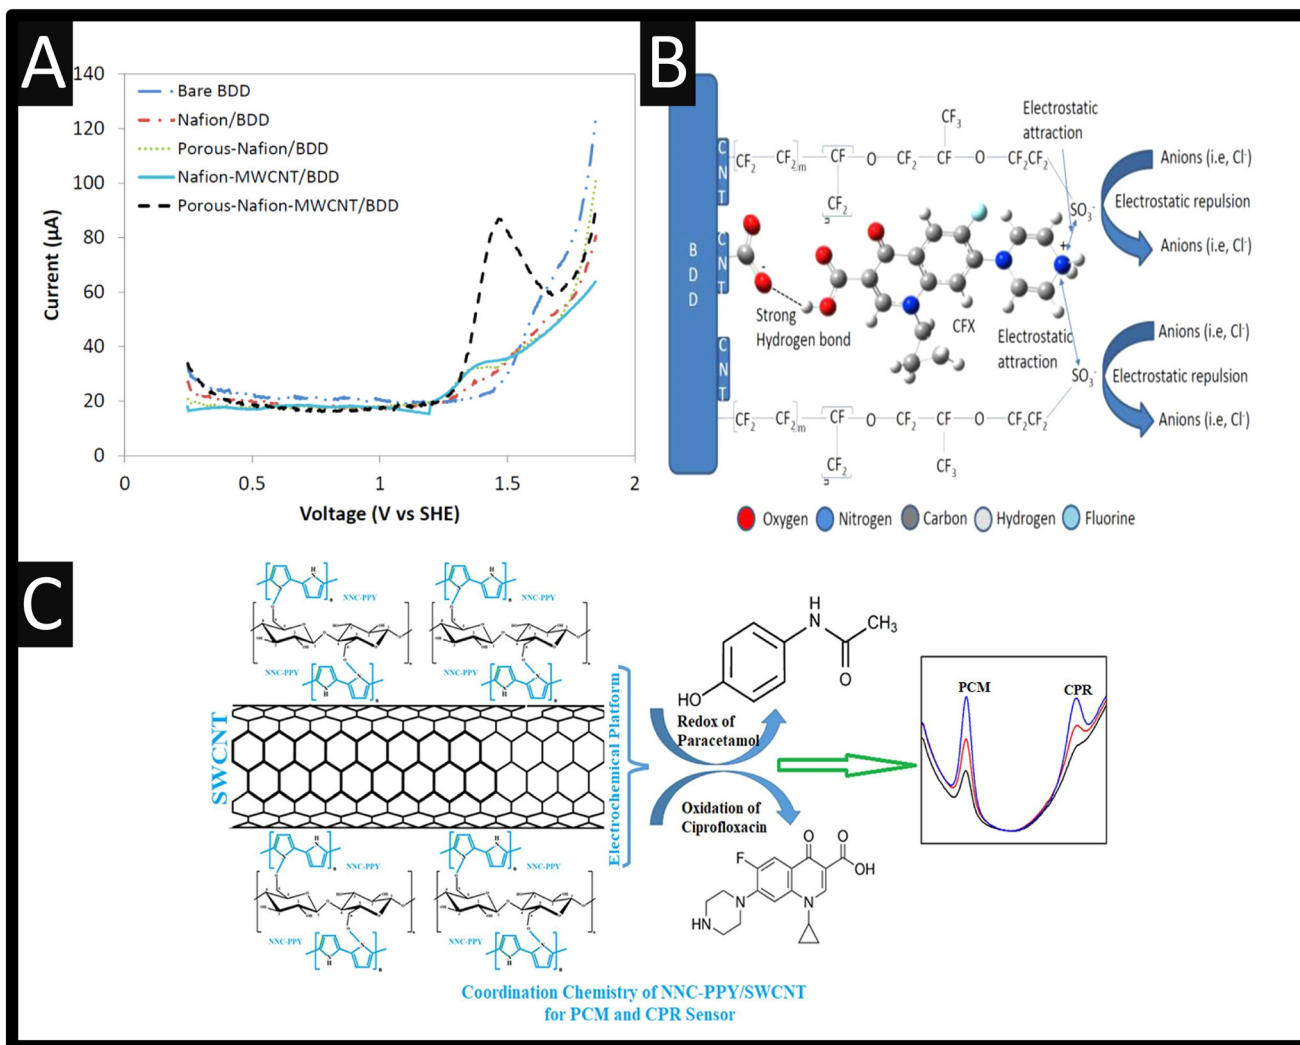 A
140
120
100
80
60
40
20
0
Current (µA)
Bare BDD
Nafion/BDD
Porous-Nafion/BDD
Nafion-MWCNT/BDD
Porous-Nafion-MWCNT/BDD
0 0.5 1 1.5 2
Voltage (V vs SHE)
B
BDD
CNT
CNT
CNT
CF₃
CF₂ CF₂ m CF O CF₂ CF O CF₂CF₂
CF₂
n
SO₃⁻
Electrostatic
attraction
Anions (i.e, Cl⁻)
Electrostatic repulsion
Anions (i.e, Cl⁻)
-
+
Strong
Hydrogen bond
CFX
Electrostatic
attraction
Anions (i.e, Cl⁻)
SO₃⁻
Electrostatic repulsion
Anions (i.e, Cl⁻)
CF₂ CF₂ m CF O CF₂ CF O CF₂CF₂
CF₂
n
CF₃
Oxygen Nitrogen Carbon Hydrogen Fluorine
C
NNC-PPY NNC-PPY
NNC-PPY NNC-PPY
SWCNT
Electrochemical Platform
NNC-PPY NNC-PPY
NNC-PPY NNC-PPY
H
N
CH₃
O
HO
Redox of
Paracetamol
Oxidation of
Ciprofloxacin
O O
F
OH
N N
HN
PCM CPR
Coordination Chemistry of NNC-PPY/SWCNT
for PCM and CPR Sensor